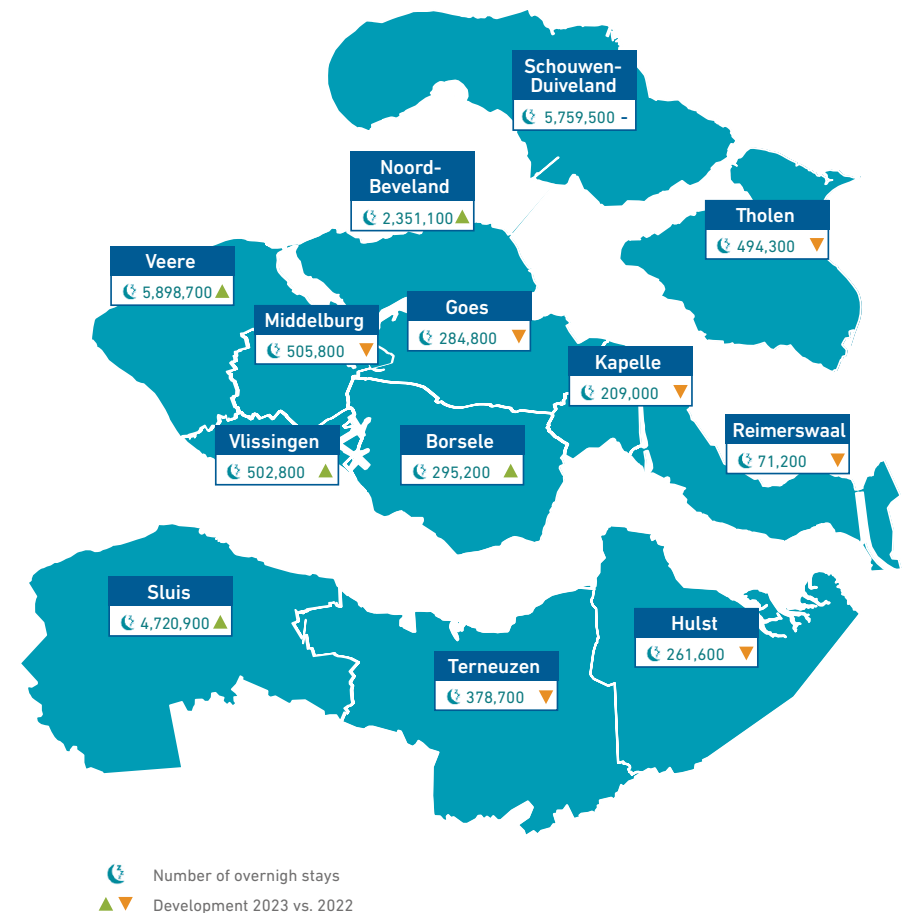 Schouwen-
Duiveland
5,759,500 -
Noord-
Beveland
2,351,100
Tholen
494,300
Veere
5,898,700
Middelburg
505,800
Goes
284,800
Kapelle
209,000
Vlissingen
502,800
Borsele
295,200
Reimerswaal
71,200
Sluis
4,720,900
Hulst
261,600
Terneuzen
378,700
Number of overnigh stays
Development 2023 vs. 2022